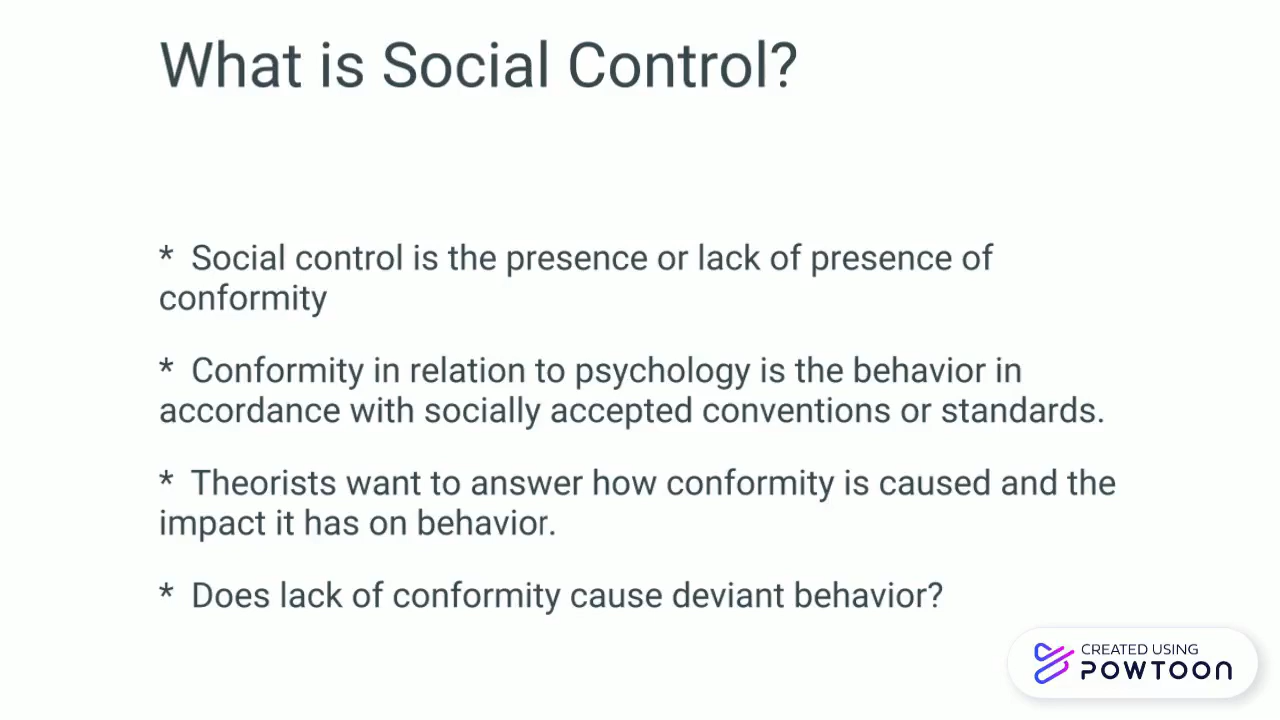 What is Social Control?
* Social control is the presence or lack of presence of
conformity
* Conformity in relation to psychology is the behavior in
accordance with socially accepted conventions or standards.
* Theorists want to answer how conformity is caused and the
impact it has on behavior.
* Does lack of conformity cause deviant behavior?
CREATED USING
POWTOON